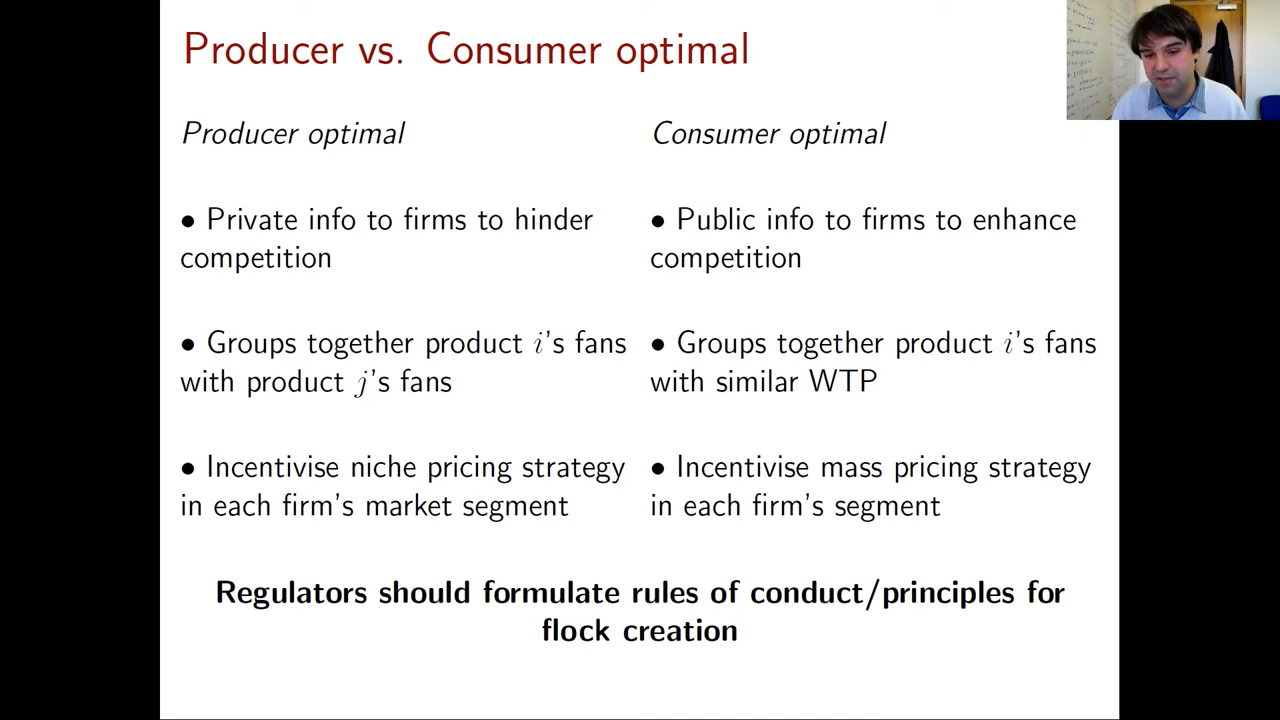 Producer vs. Consumer optimal
Producer optimal
• Private info to firms to hinder
competition
• Groups together product i's fans
with product j's fans
• Incentivise niche pricing strategy
in each firm's market segment
Consumer optimal
• Public info to firms to enhance
competition
• Groups together product i's fans
with similar WTP
• Incentivise mass pricing strategy
in each firm's segment
Regulators should formulate rules of conduct/principles for
flock creation